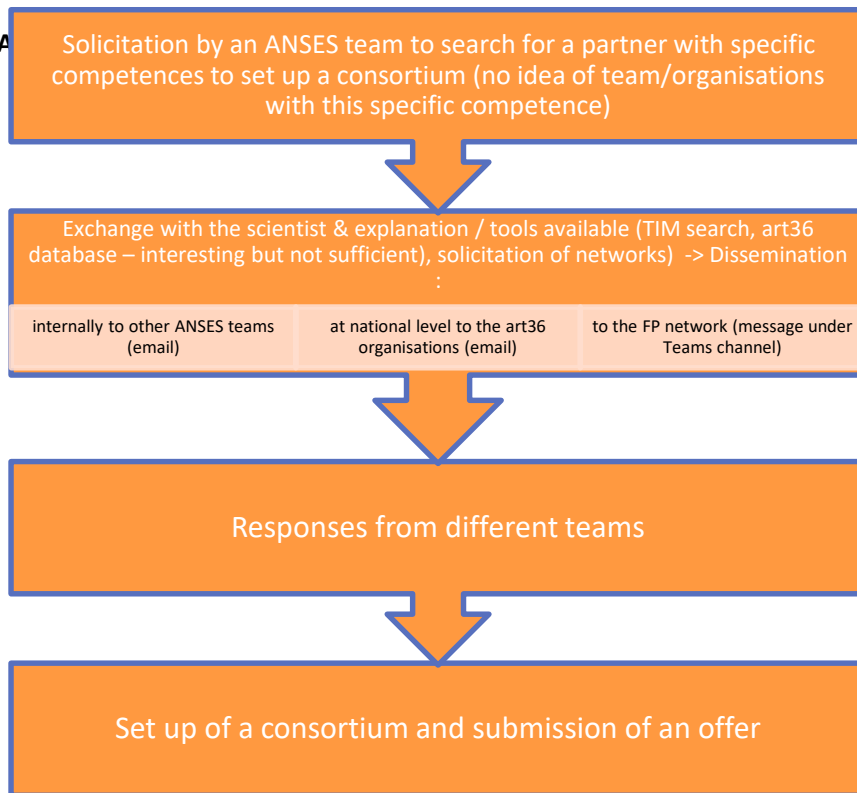 A
Solicitation by an ANSES team to search for a partner with specific
competences to set up a consortium (no idea of team/organisations
with this specific competence)
Exchange with the scientist & explanation / tools available (TIM search, art36
database – interesting but not sufficient), solicitation of networks) -> Dissemination
:
internally to other ANSES teams
(email)
at national level to the art36
organisations (email)
to the FP network (message under
Teams channel)
Responses from different teams
Set up of a consortium and submission of an offer